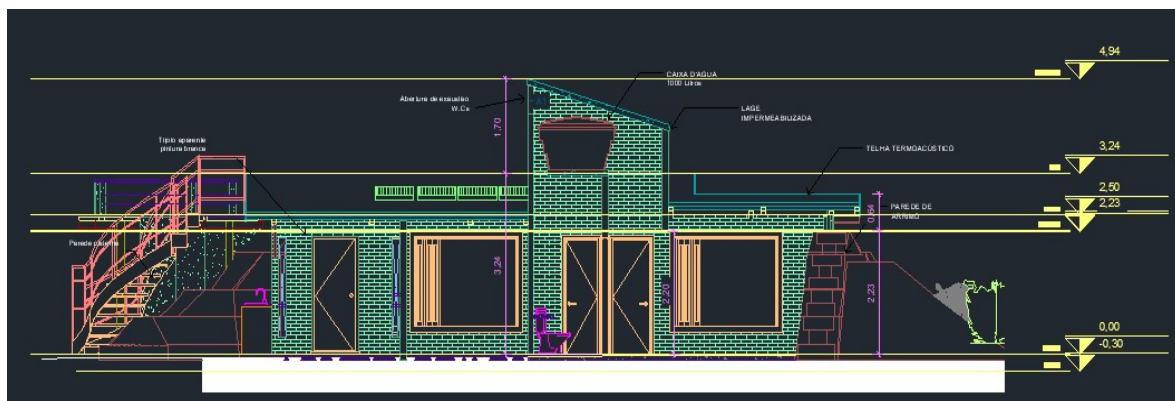 4,94
CAIXA D'AGUA
1000 Litros
Abertura de exaustão
W.Cs
A3
LAGE
IMPERMEABILIZADA
1.70
Tijolo aparente
pintura branca
TELHA TERMOACÚSTICO
3,24
2,50
2,23
0.64
PAREDE DE
ARRIMO
3.24
2.20
2.23
0,00
-0,30